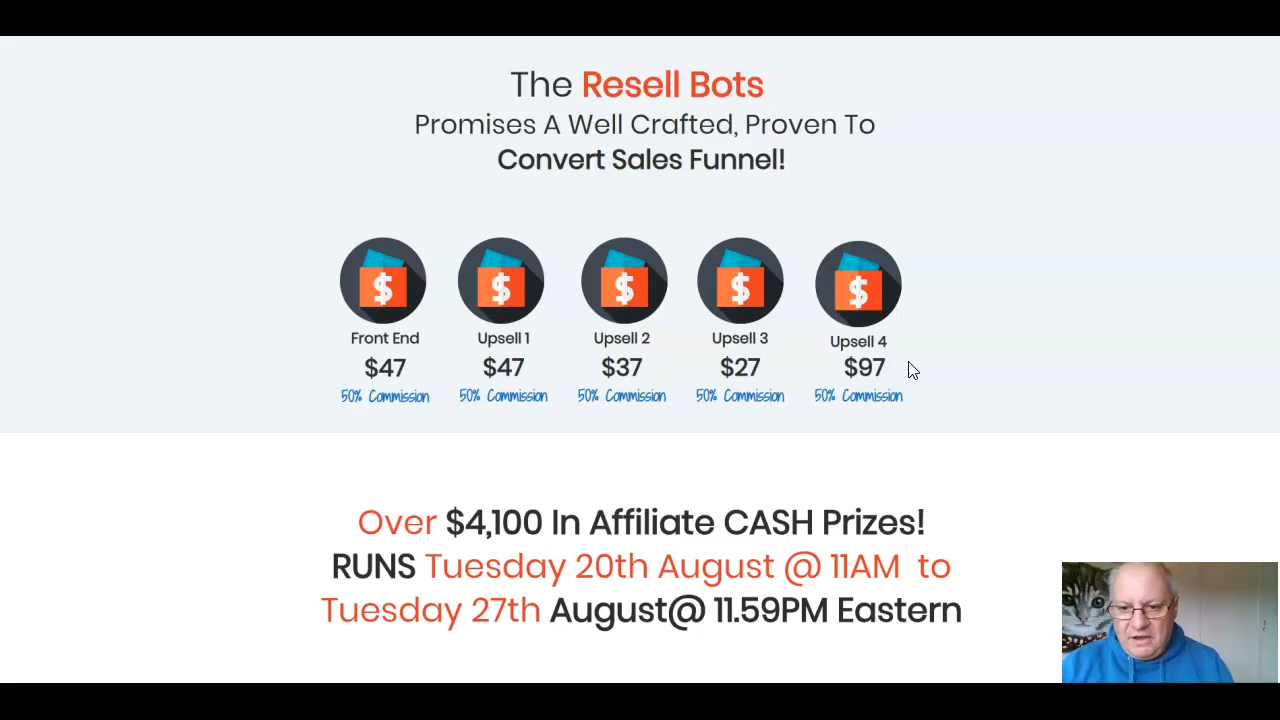 The Resell Bots
Promises A Well Crafted, Proven To
Convert Sales Funnel!
$ $ $ $ $
Front End Upsell 1 Upsell 2 Upsell 3 Upsell 4
$47 $47 $37 $27 $97
50% Commission 50% Commission 50% Commission 50% Commission 50% Commission
Over $4,100 In Affiliate CASH Prizes!
RUNS Tuesday 20th August @ 11AM to
Tuesday 27th August@ 11.59PM Eastern